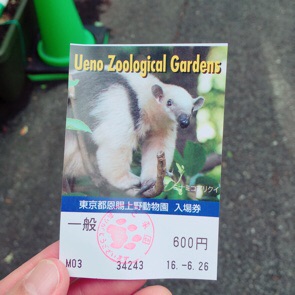 Ueno Zoological Gardens
ミナミコアリクイ
東京都恩賜上野動物園 入場券
一般
600円
M03 34243 16.-6.26